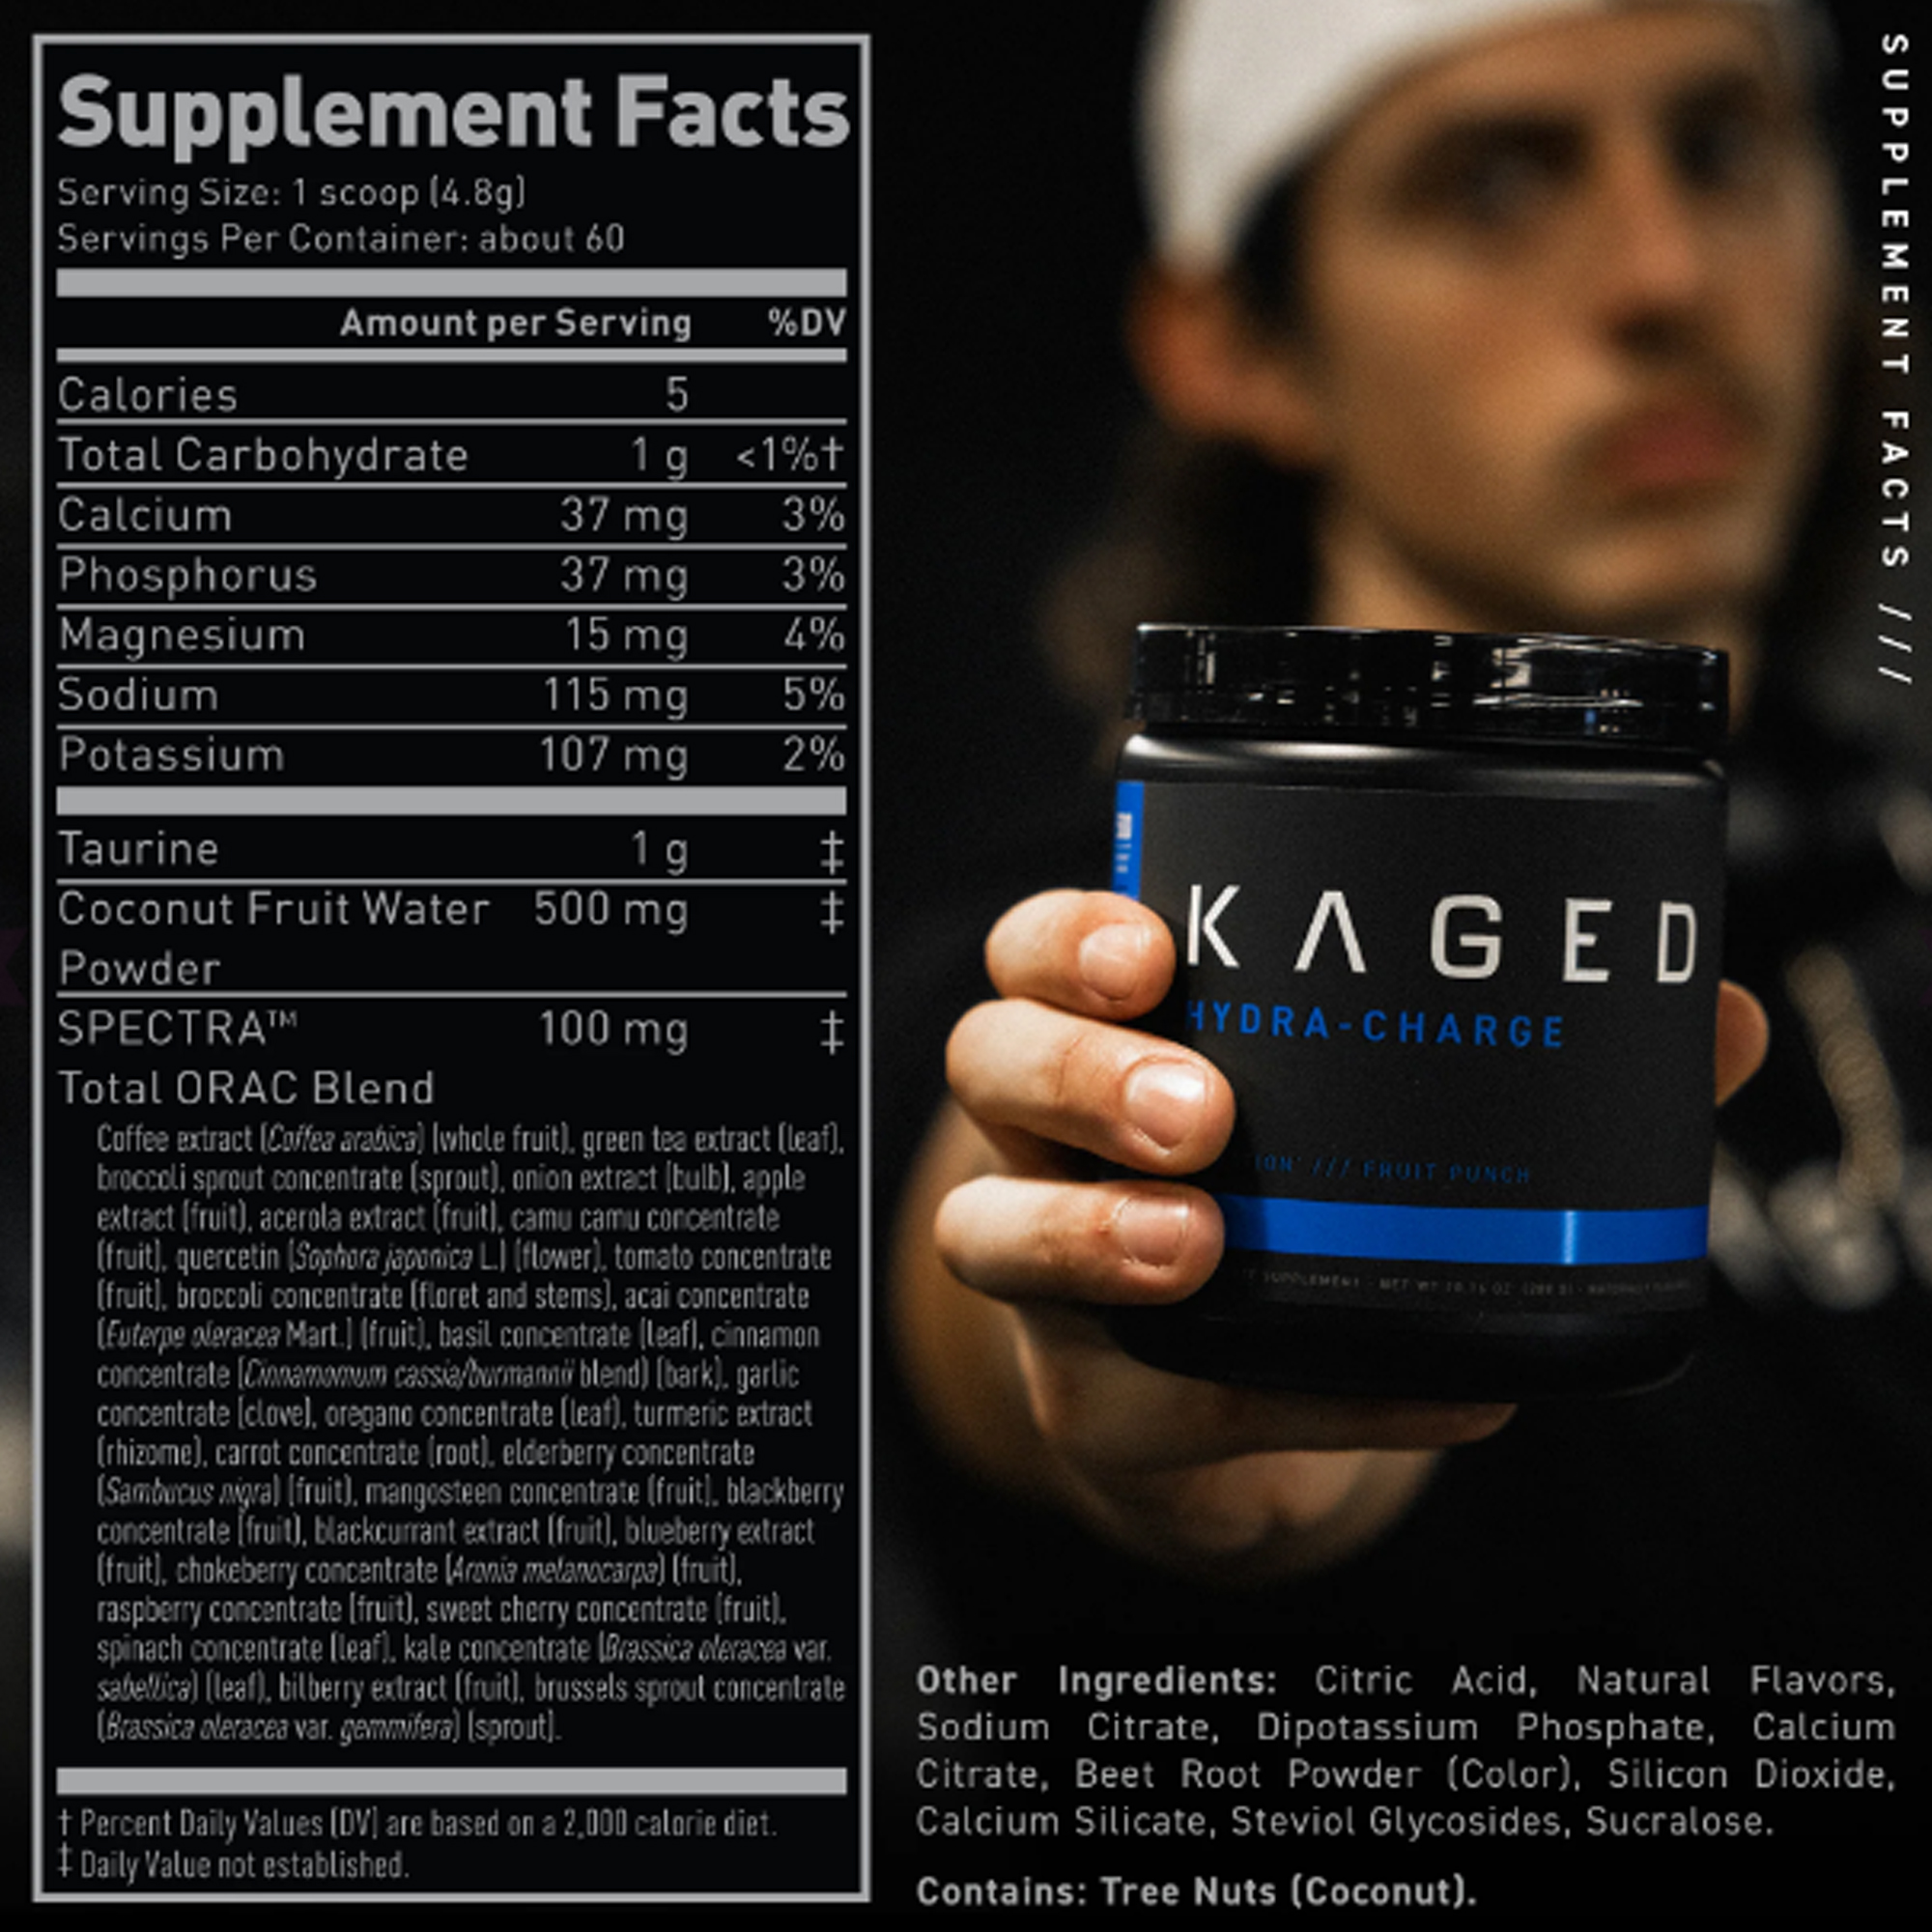 Supplement Facts
Serving Size: 1 scoop (4.8g)
Servings Per Container: about 60
Amount per Serving %DV
Calories 5
Total Carbohydrate 1 g <1%†
Calcium 37 mg 3%
Phosphorus 37 mg 3%
Magnesium 15 mg 4%
Sodium 115 mg 5%
Potassium 107 mg 2%
Taurine 1 g ‡
Coconut Fruit Water 500 mg ‡
Powder
SPECTRA™ 100 mg ‡
Total ORAC Blend
Coffee extract (Coffea arabica) (whole fruit), green tea extract (leaf),
broccoli sprout concentrate (sprout), onion extract (bulb), apple
extract (fruit), acerola extract (fruit), camu camu concentrate
(fruit), quercetin (Sophora japonica L.) (flower), tomato concentrate
(fruit), broccoli concentrate (floret and stems), acai concentrate
(Euterpe oleracea Mart.) (fruit), basil concentrate (leaf), cinnamon
concentrate (Cinnamomum cassia/burmannii blend) (bark), garlic
concentrate (clove), oregano concentrate (leaf), turmeric extract
(rhizome), carrot concentrate (root), elderberry concentrate
(Sambucus nigra) (fruit), mangosteen concentrate (fruit), blackberry
concentrate (fruit), blackcurrant extract (fruit), blueberry extract
(fruit), chokeberry concentrate (Aronia melanocarpa) (fruit),
raspberry concentrate (fruit), sweet cherry concentrate (fruit),
spinach concentrate (leaf), kale concentrate (Brassica oleracea var.
sabellica) (leaf), bilberry extract (fruit), brussels sprout concentrate
(Brassica oleracea var. gemmifera) (sprout).
† Percent Daily Values (DV) are based on a 2,000 calorie diet.
‡ Daily Value not established.
SUPPLEMENT FACTS ///
KAGED
HYDRA-CHARGE
ION' /// FRUIT PUNCH
SUPPLEMENT - NET WT 10.16 OZ
Other Ingredients: Citric Acid, Natural Flavors,
Sodium Citrate, Dipotassium Phosphate, Calcium
Citrate, Beet Root Powder (Color), Silicon Dioxide,
Calcium Silicate, Steviol Glycosides, Sucralose.
Contains: Tree Nuts (Coconut).